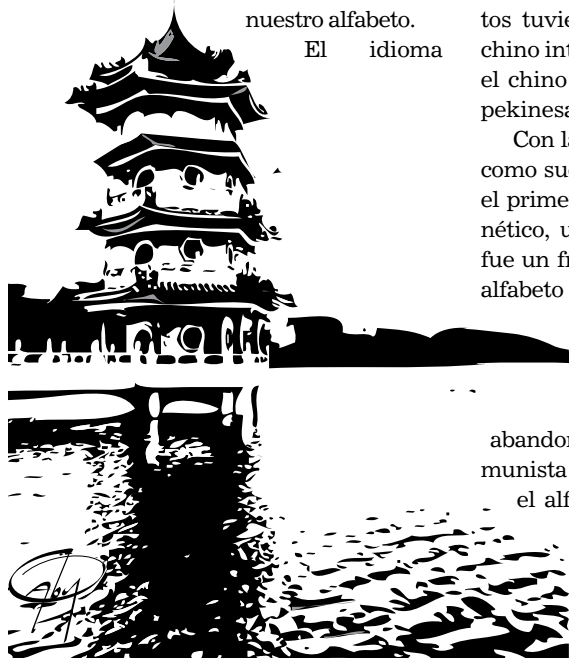 nuestro alfabeto.
El idioma
tos tuvie
chino int
el chino
pekinesa
Con la
como su
el prime
nético, u
fue un f
alfabeto
abandon
munista
el alf